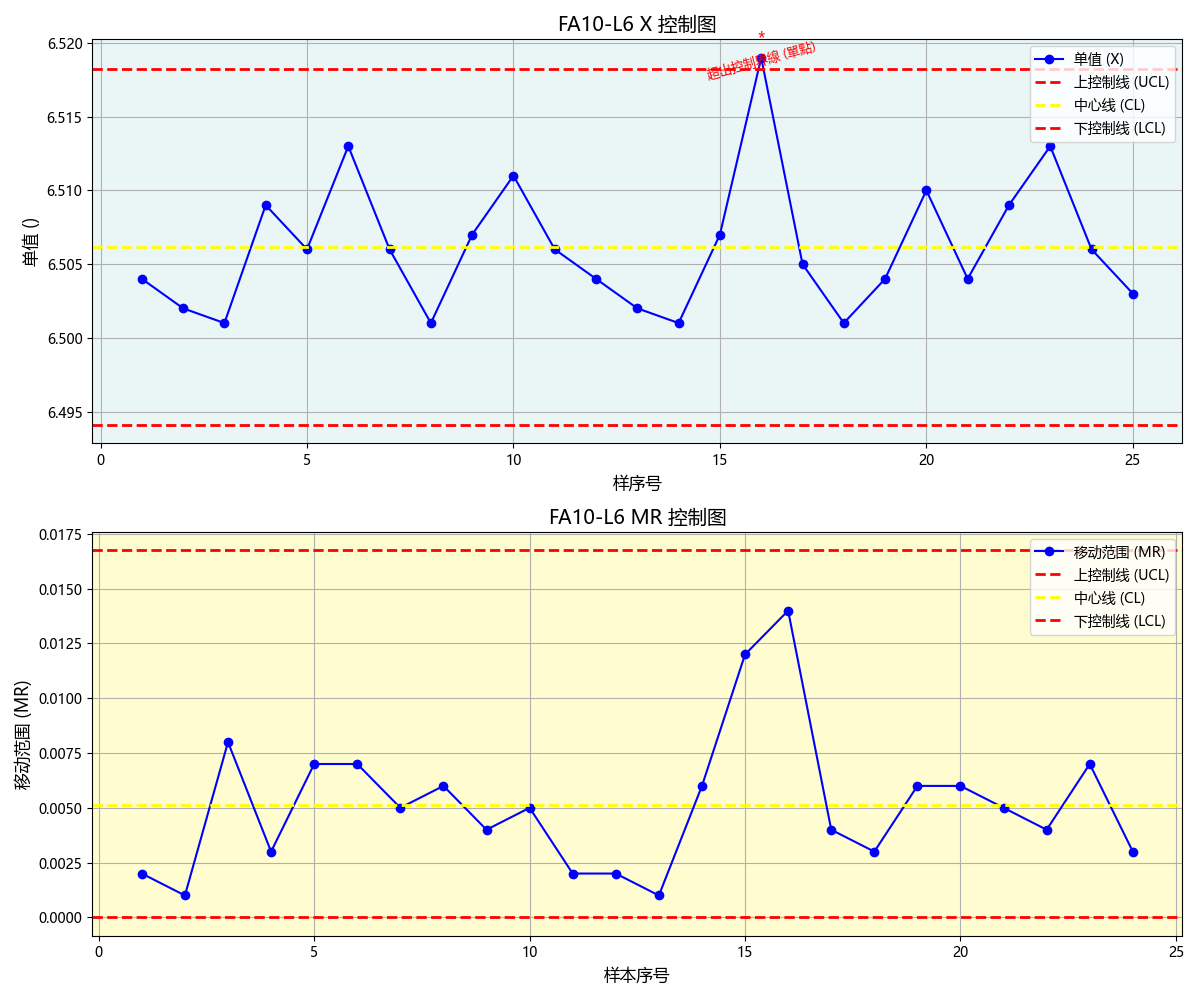 FA10-L6 X 控制图
*
超出控制界線 (單點)
单值 (X)
上控制线 (UCL)
中心线 (CL)
下控制线 (LCL)
单值 ()
6.520
6.515
6.510
6.505
6.500
6.495
0 5 10 15 20 25
样序号
FA10-L6 MR 控制图
移动范围 (MR)
上控制线 (UCL)
中心线 (CL)
下控制线 (LCL)
移动范围 (MR)
0.0175
0.0150
0.0125
0.0100
0.0075
0.0050
0.0025
0.0000
0 5 10 15 20 25
样本序号